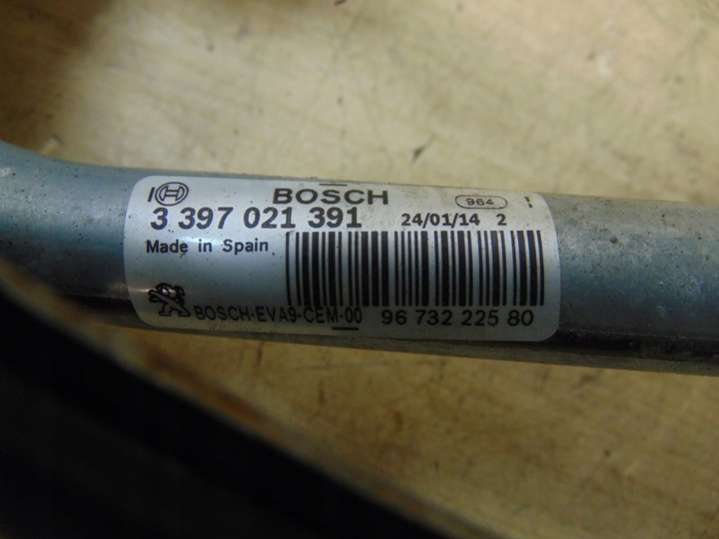 BOSCH 964
3 397 021 391 24/01/14 2
Made in Spain
BOSCH-EVA9-CEM-00 96 732 225 80